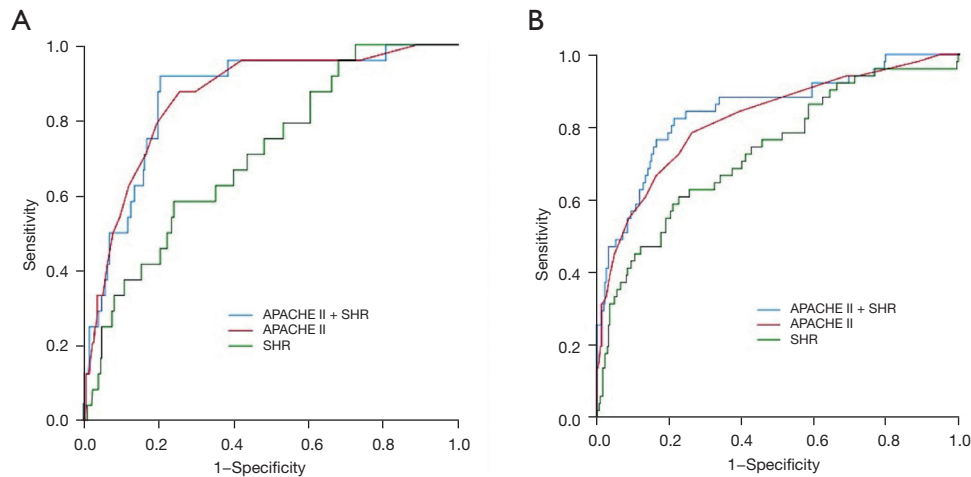 A
1.0
0.8
0.6
0.4
0.2
0.0
Sensitivity
APACHE II + SHR
APACHE II
SHR
0.0 0.2 0.4 0.6 0.8 1.0
1–Specificity
B
1.0
0.8
0.6
0.4
0.2
0.0
Sensitivity
APACHE II + SHR
APACHE II
SHR
0.0 0.2 0.4 0.6 0.8 1.0
1–Specificity